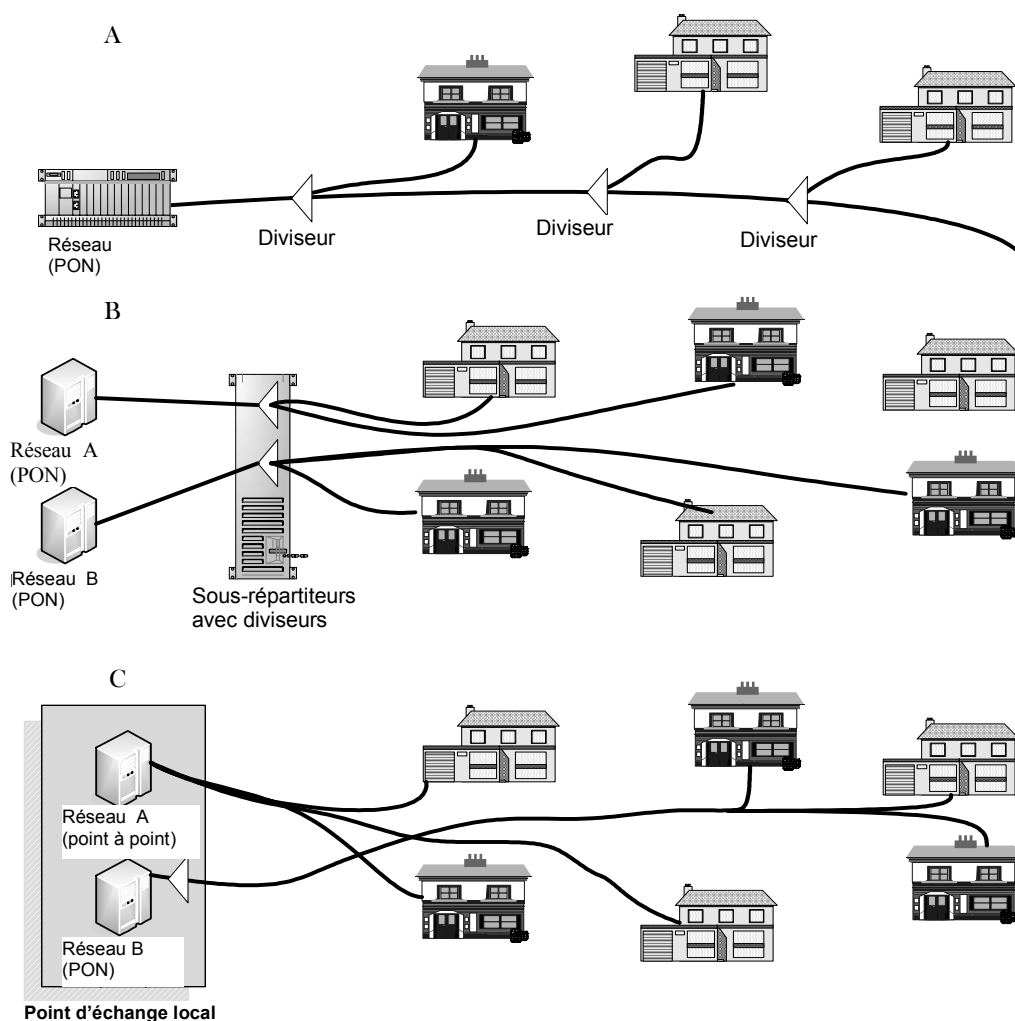 A
Réseau
(PON)
Diviseur
Diviseur
Diviseur
B
Réseau A
(PON)
Réseau B
(PON)
Sous-répartiteurs
avec diviseurs
C
Réseau A
(point à point)
Réseau B
(PON)
Point d'échange local